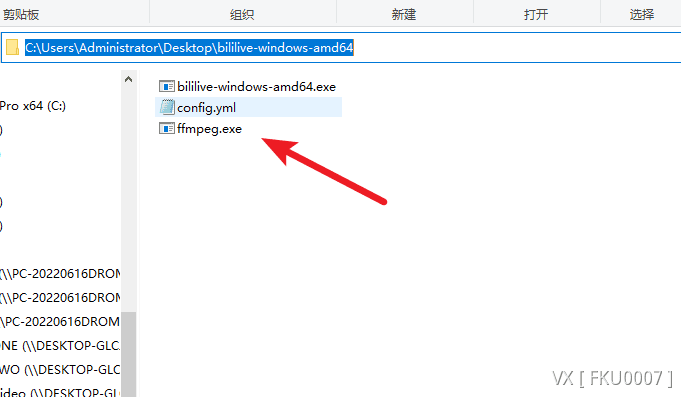 剪贴板 组织 新建 打开 选择
C:\Users\Administrator\Desktop\bililive-windows-amd64
bililive-windows-amd64.exe
Pro x64 (C:)
config.yml
)
ffmpeg.exe
)
)
(\\PC-20220616DROM
(\\PC-20220616DROM
\\PC-20220616DROM
ONE (\\DESKTOP-GLC
WO (\\DESKTOP-GLC
ideo (\\DESKTOP-GLC
VX [ FKU0007 ]